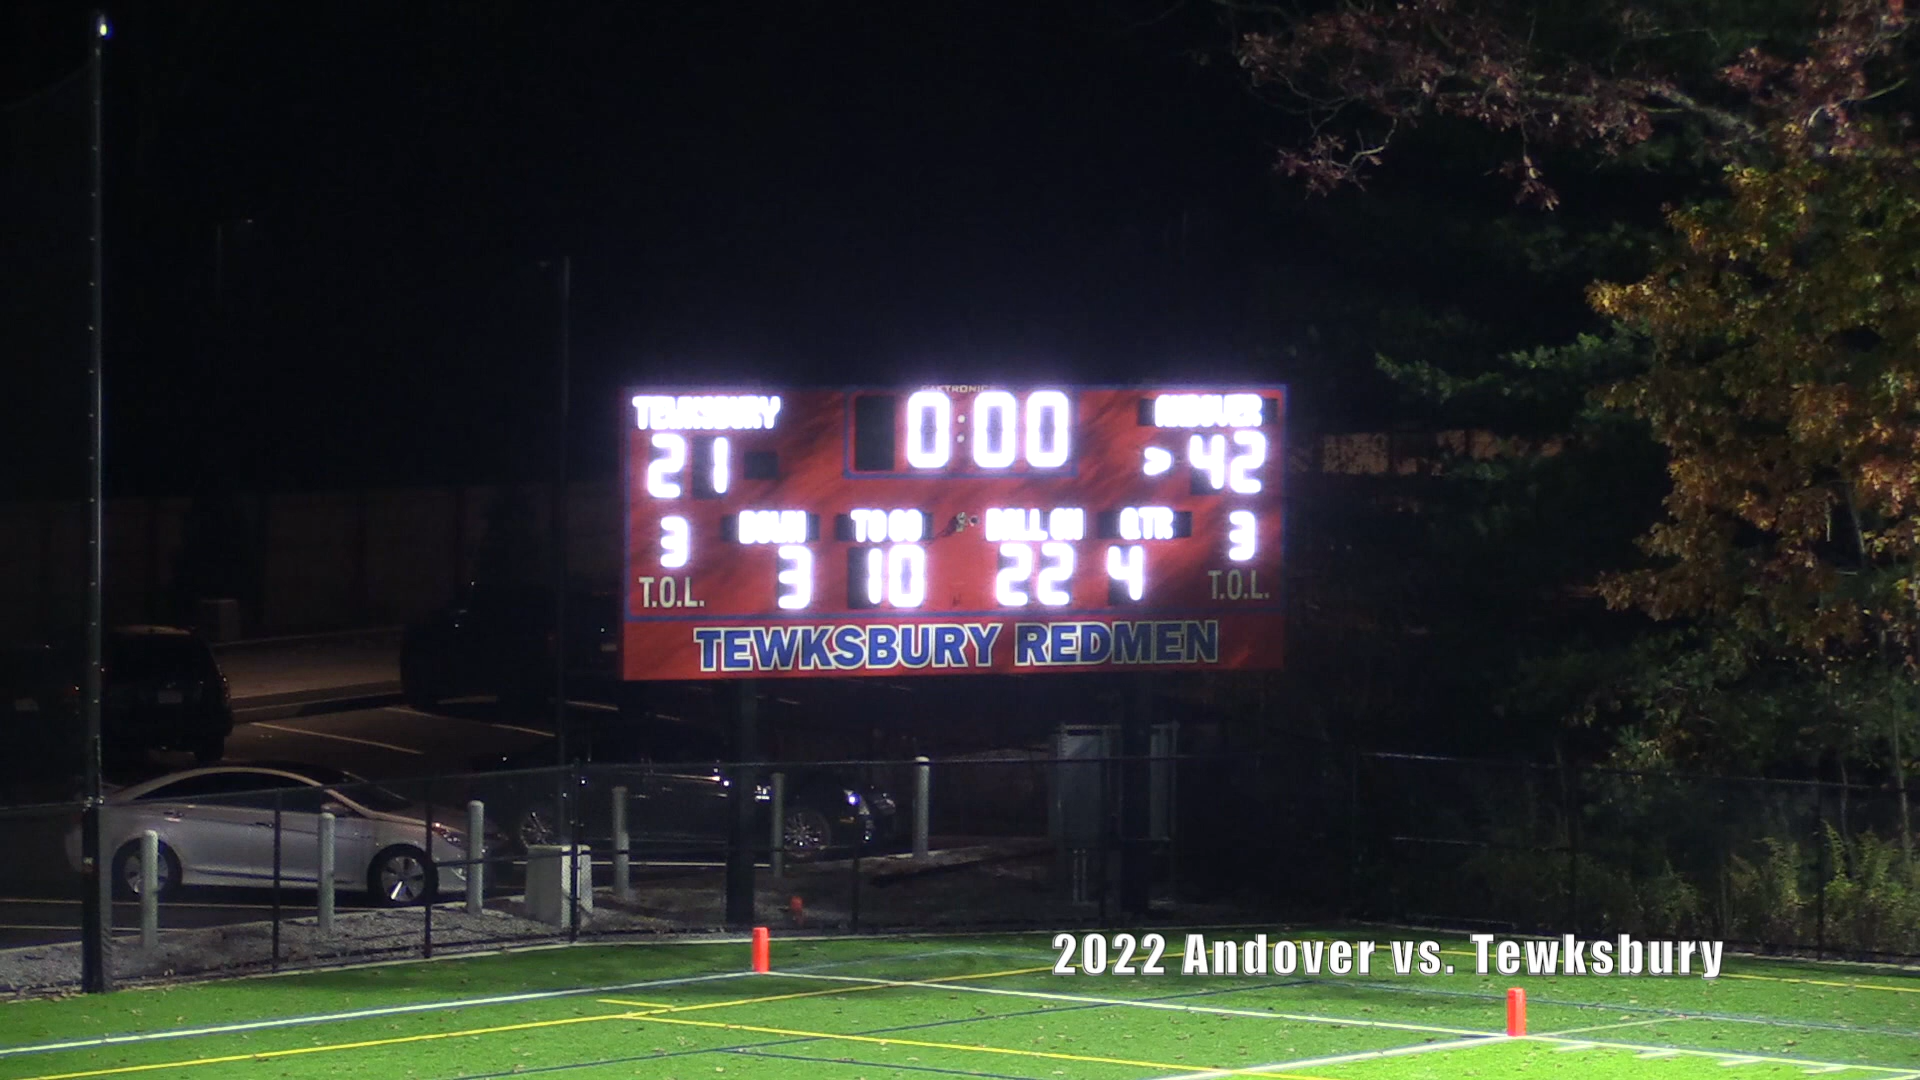 DAKTRONICS
TEWKSBURY 0:00 ANDOVER
21 > 42
3 DOWN TO GO BALL ON QTR 3
T.O.L. 3 10 22 4 T.O.L.
TEWKSBURY REDMEN
2022 Andover vs. Tewksbury